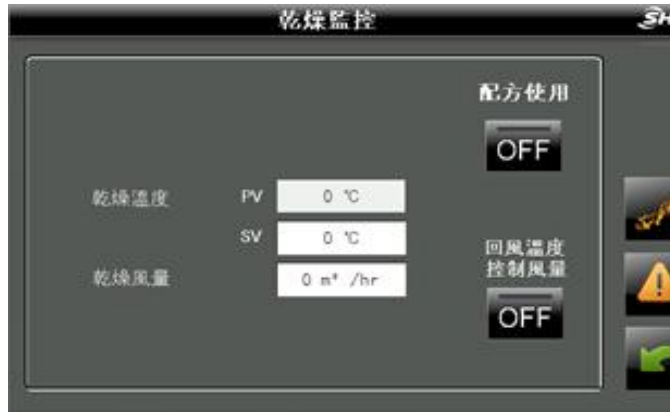 乾燥監控
配方使用
OFF
乾燥溫度 PV 0 ℃
SV 0 ℃
乾燥風量 0 m³ /hr
回風溫度
控制風量
OFF